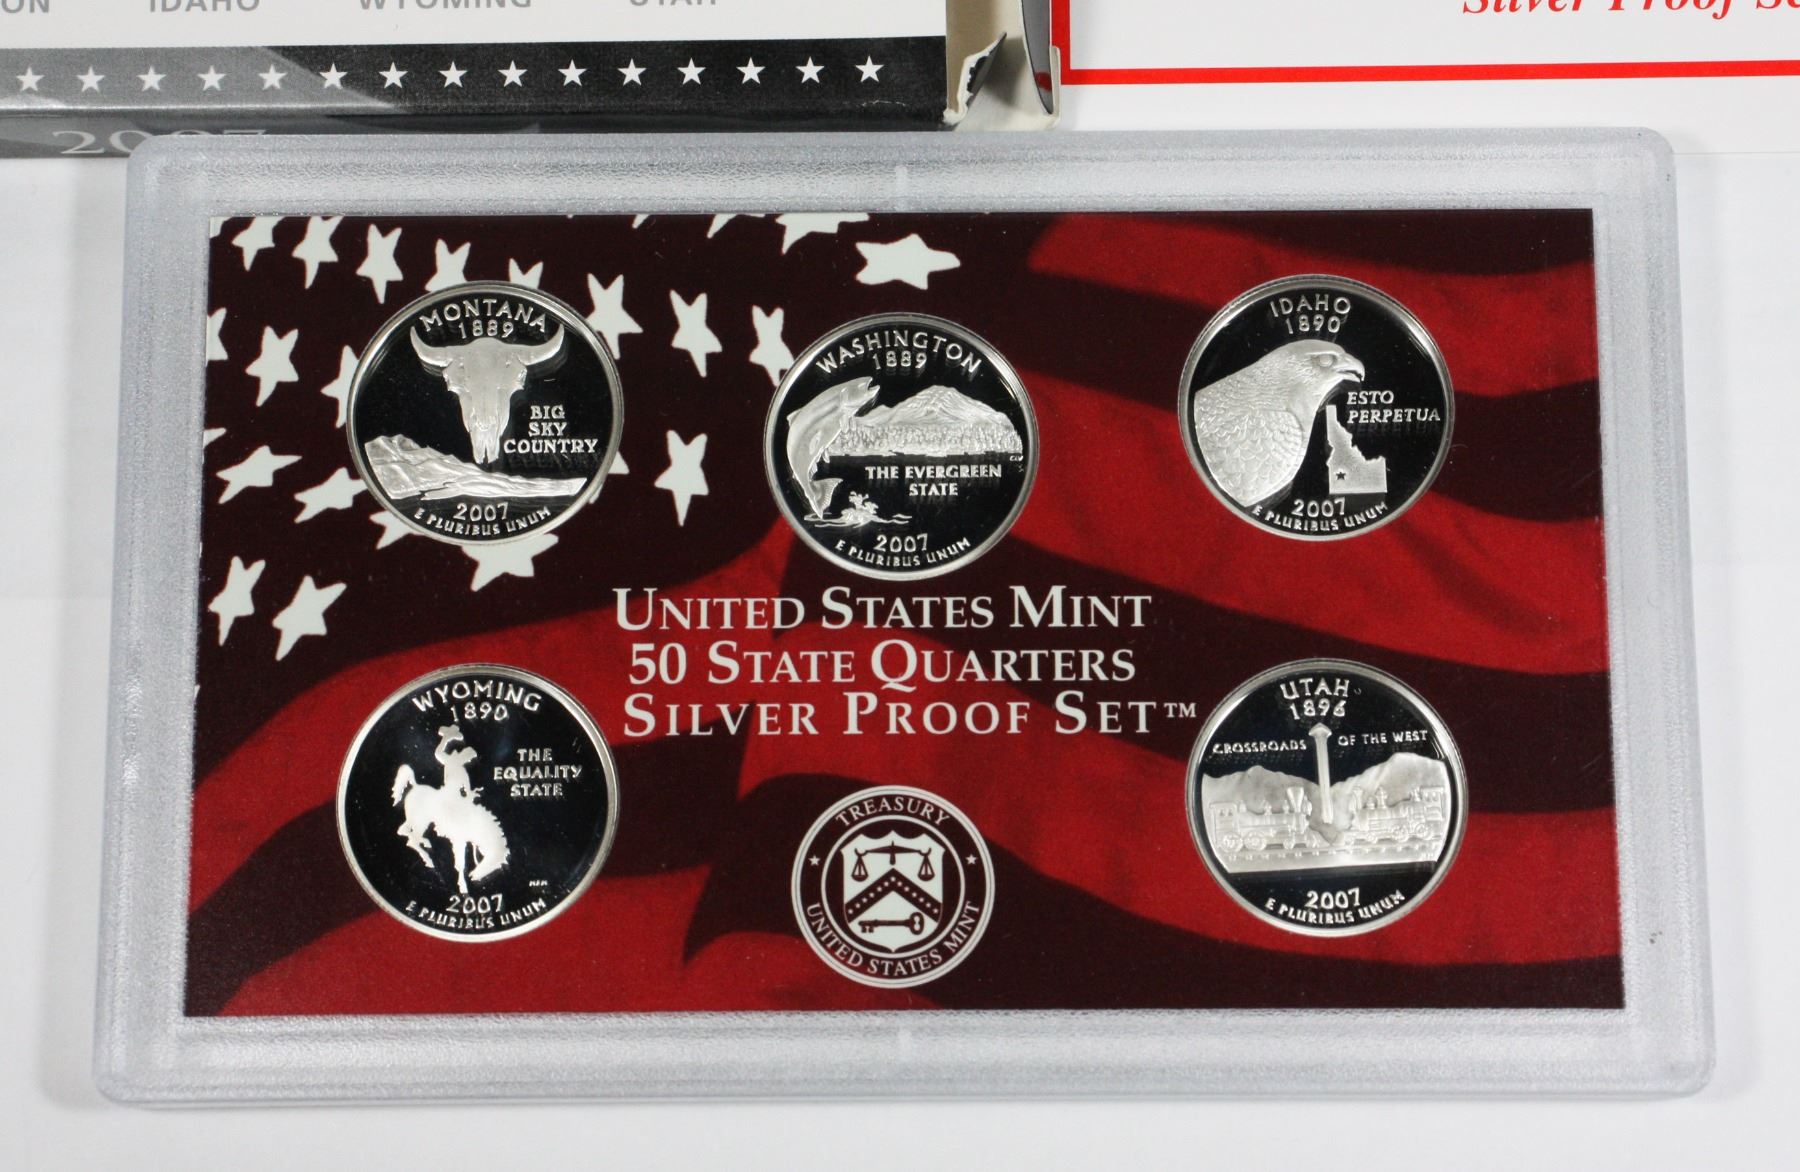 IDAHO WYOMING UTAH
Silver Proof
2007
MONTANA
1889
BIG
SKY
COUNTRY
2007
E PLURIBUS UNUM
WASHINGTON
1889
THE EVERGREEN
STATE
2007
E PLURIBUS UNUM
IDAHO
1890
ESTO
PERPETUA
2007
E PLURIBUS UNUM
UNITED STATES MINT
50 STATE QUARTERS
SILVER PROOF SET™
WYOMING
1890
THE
EQUALITY
STATE
2007
E PLURIBUS UNUM
TREASURY
UNITED STATES MINT
UTAH
1896
CROSSROADS OF THE WEST
2007
E PLURIBUS UNUM